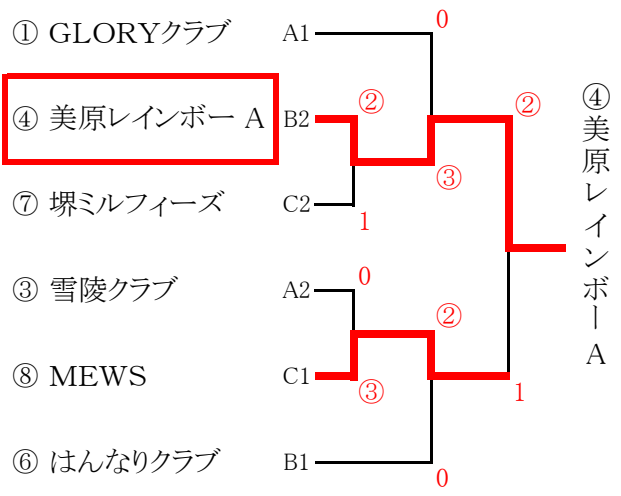 ① GLORYクラブ A1 0
④ 美原レインボー A B2 ② ②
③
⑦ 堺ミルフィーズ C2 1
④美原レインボーA
③ 雪陵クラブ A2 0
②
⑧ MEWS C1 ③ 1
⑥ はんなりクラブ B1 0